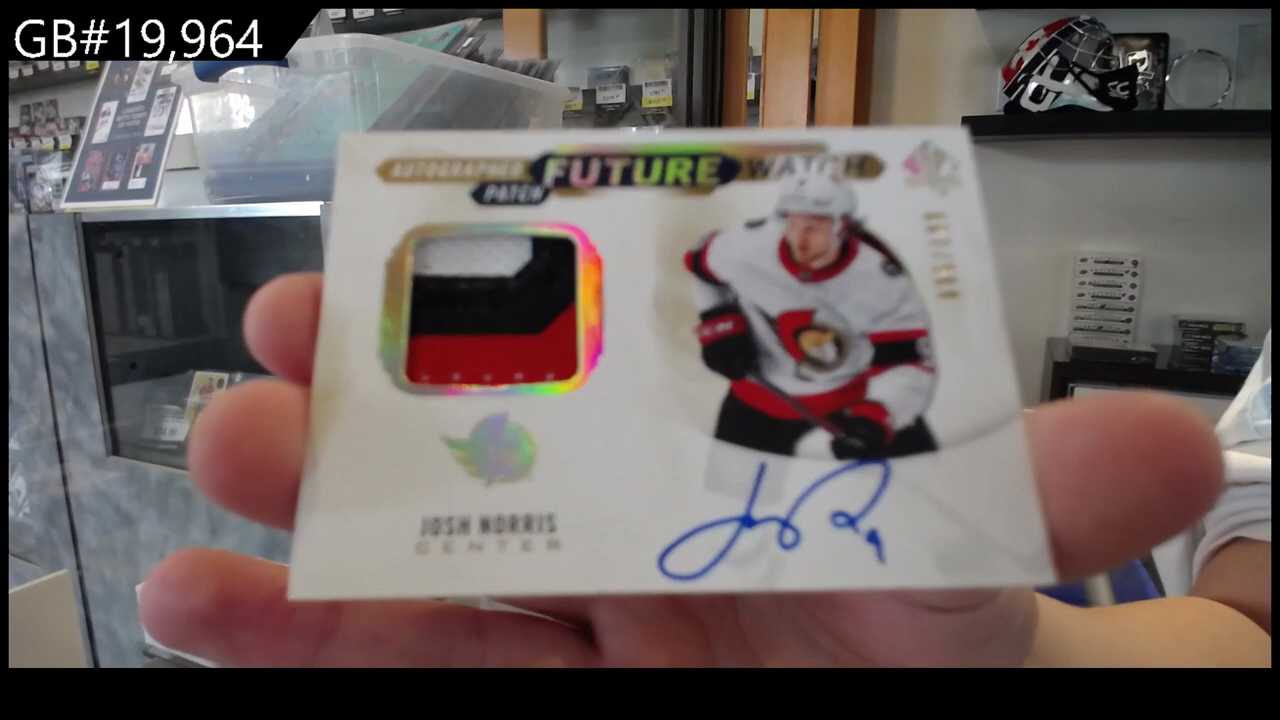 GB#19,964
AUTOGRAPHED FUTURE WATCH
PATCH
JOSH NORRIS
CENTER